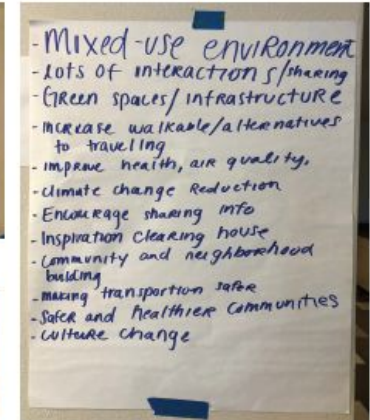 - Mixed-use environment
- Lots of interactions/sharing
- Green spaces/infrastructure
- increase walkable/alternatives
to travelling
- improve health, air quality,
- climate change Reduction
- Encourage sharing info
- Inspiration clearing house
- Community and neighborhood
building
- making transportion safer
- Safer and healthier communities
- culture change